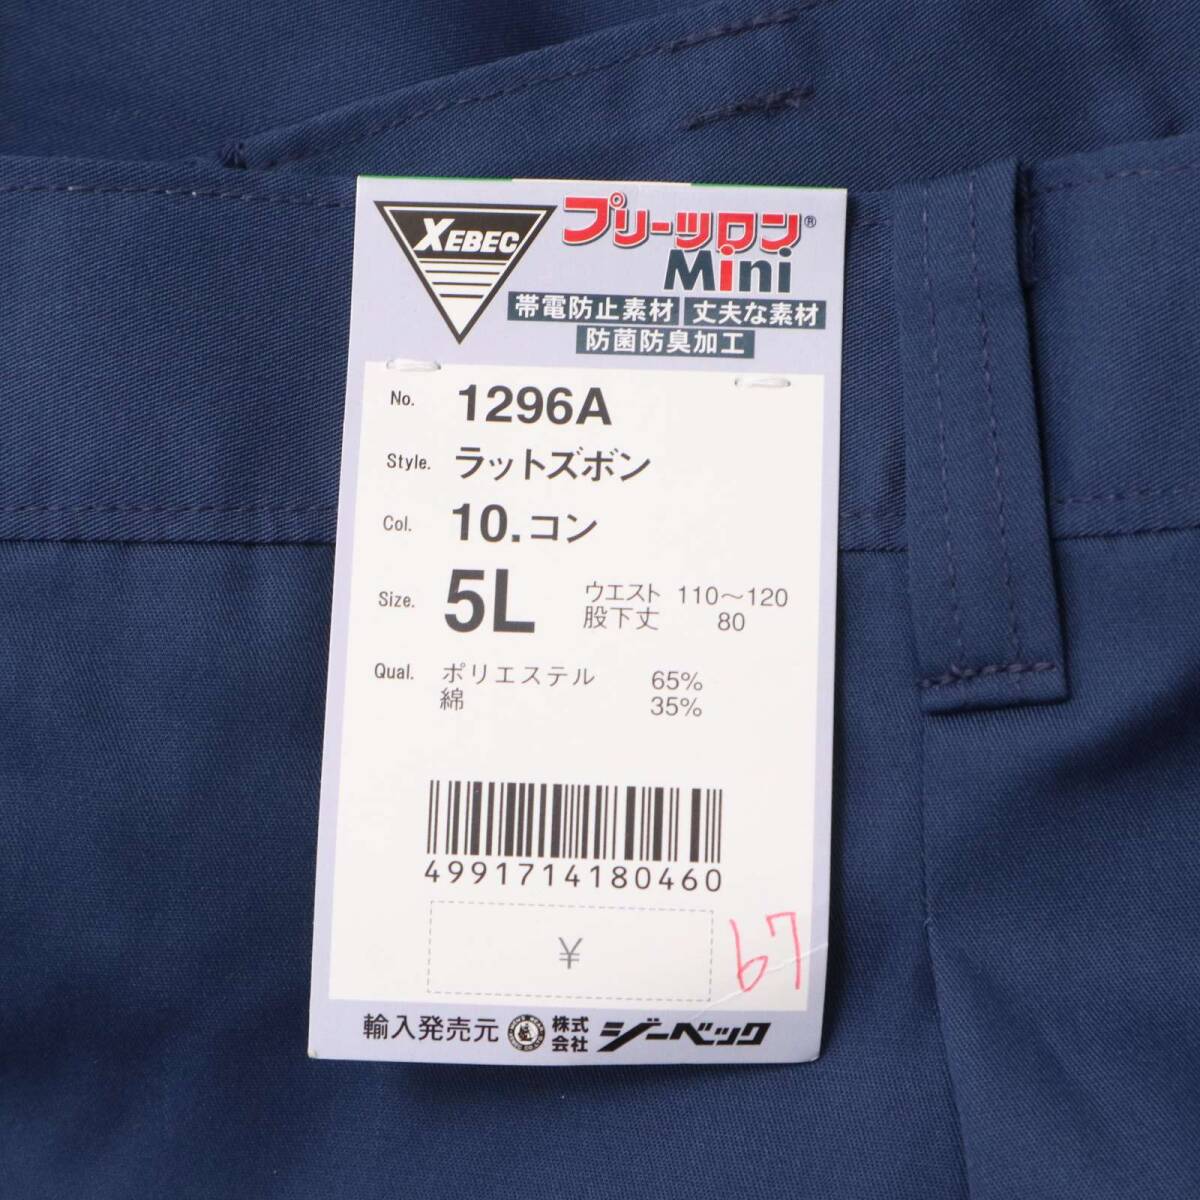 XEBEC
プリーツロン®
Mini
帯電防止素材 丈夫な素材
防菌防臭加工
No. 1296A
Style. ラットズボン
Col. 10.コン
Size. 5L ウエスト 110～120
股下丈 80
Qual. ポリエステル 65%
綿 35%
4991714180460
¥
67
輸入発売元 株式会社 ジーベック